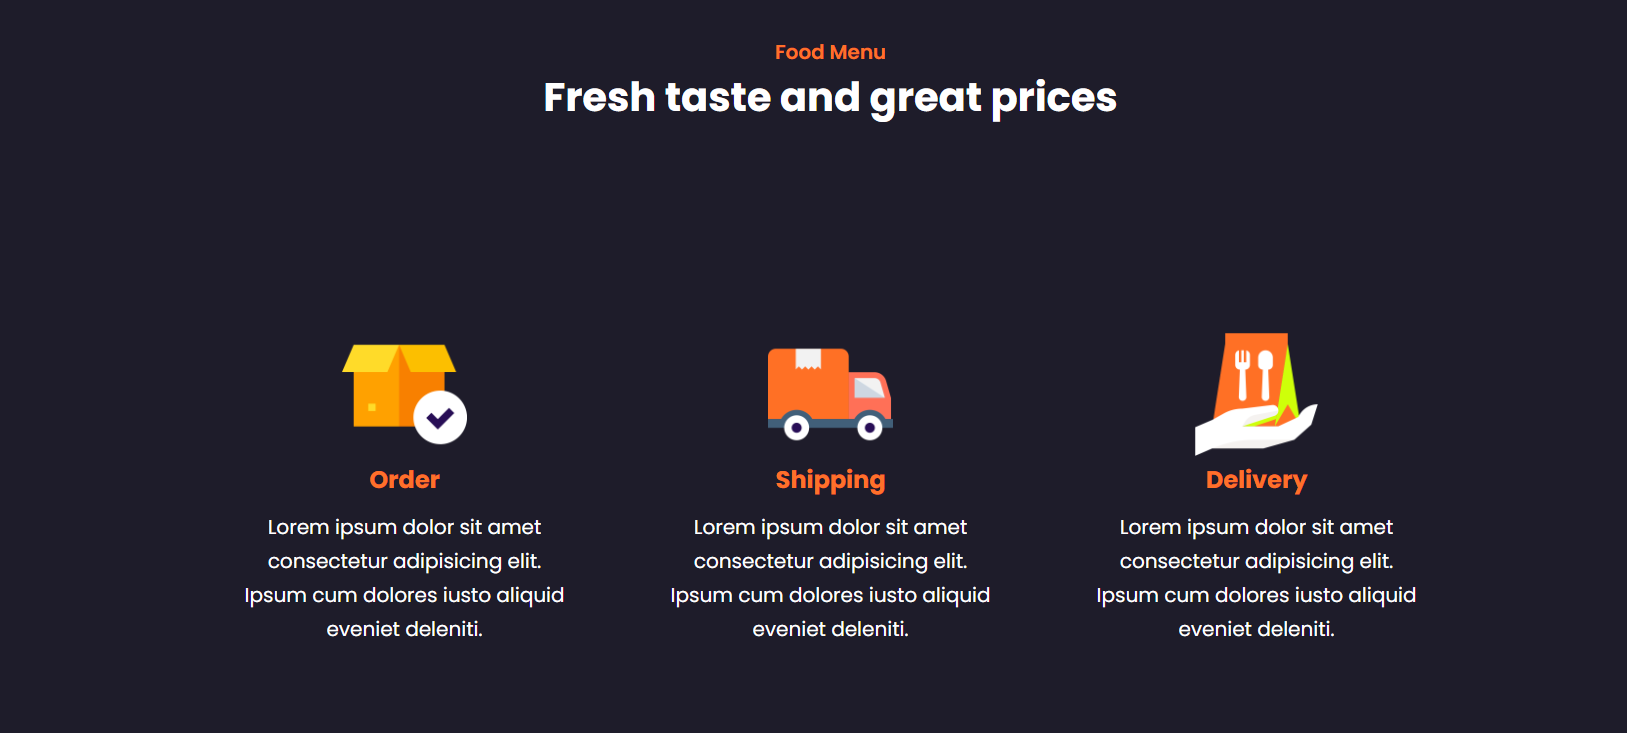 Food Menu
Fresh taste and great prices
Order
Lorem ipsum dolor sit amet
consectetur adipisicing elit.
Ipsum cum dolores iusto aliquid
eveniet deleniti.
Shipping
Lorem ipsum dolor sit amet
consectetur adipisicing elit.
Ipsum cum dolores iusto aliquid
eveniet deleniti.
Delivery
Lorem ipsum dolor sit amet
consectetur adipisicing elit.
Ipsum cum dolores iusto aliquid
eveniet deleniti.